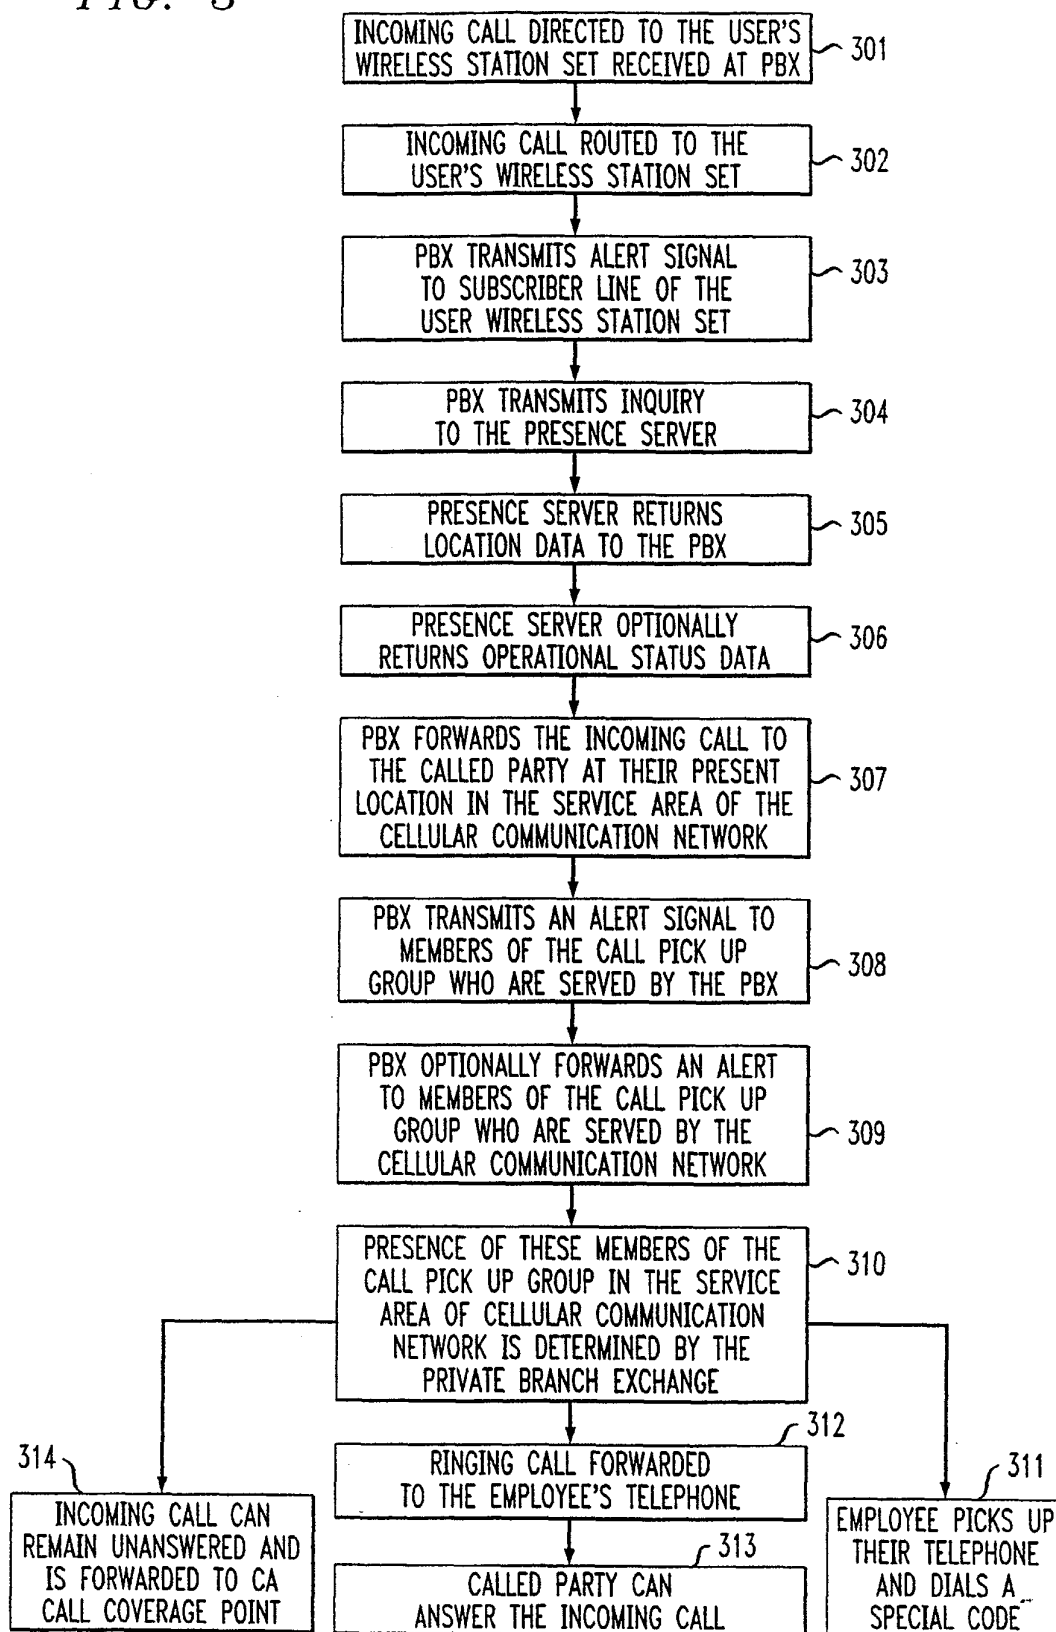 FIG. 3
INCOMING CALL DIRECTED TO THE USER'S
WIRELESS STATION SET RECEIVED AT PBX
301
INCOMING CALL ROUTED TO THE
USER'S WIRELESS STATION SET
302
PBX TRANSMITS ALERT SIGNAL
TO SUBSCRIBER LINE OF THE
USER WIRELESS STATION SET
303
PBX TRANSMITS INQUIRY
TO THE PRESENCE SERVER
304
PRESENCE SERVER RETURNS
LOCATION DATA TO THE PBX
305
PRESENCE SERVER OPTIONALLY
RETURNS OPERATIONAL STATUS DATA
306
PBX FORWARDS THE INCOMING CALL TO
THE CALLED PARTY AT THEIR PRESENT
LOCATION IN THE SERVICE AREA OF THE
CELLULAR COMMUNICATION NETWORK
307
PBX TRANSMITS AN ALERT SIGNAL TO
MEMBERS OF THE CALL PICK UP
GROUP WHO ARE SERVED BY THE PBX
308
PBX OPTIONALLY FORWARDS AN ALERT
TO MEMBERS OF THE CALL PICK UP
GROUP WHO ARE SERVED BY THE
CELLULAR COMMUNICATION NETWORK
309
PRESENCE OF THESE MEMBERS OF THE
CALL PICK UP GROUP IN THE SERVICE
AREA OF CELLULAR COMMUNICATION
NETWORK IS DETERMINED BY THE
PRIVATE BRANCH EXCHANGE
310
314
INCOMING CALL CAN
REMAIN UNANSWERED AND
IS FORWARDED TO CA
CALL COVERAGE POINT
312
RINGING CALL FORWARDED
TO THE EMPLOYEE'S TELEPHONE
313
CALLED PARTY CAN
ANSWER THE INCOMING CALL
311
EMPLOYEE PICKS UP
THEIR TELEPHONE
AND DIALS A
SPECIAL CODE